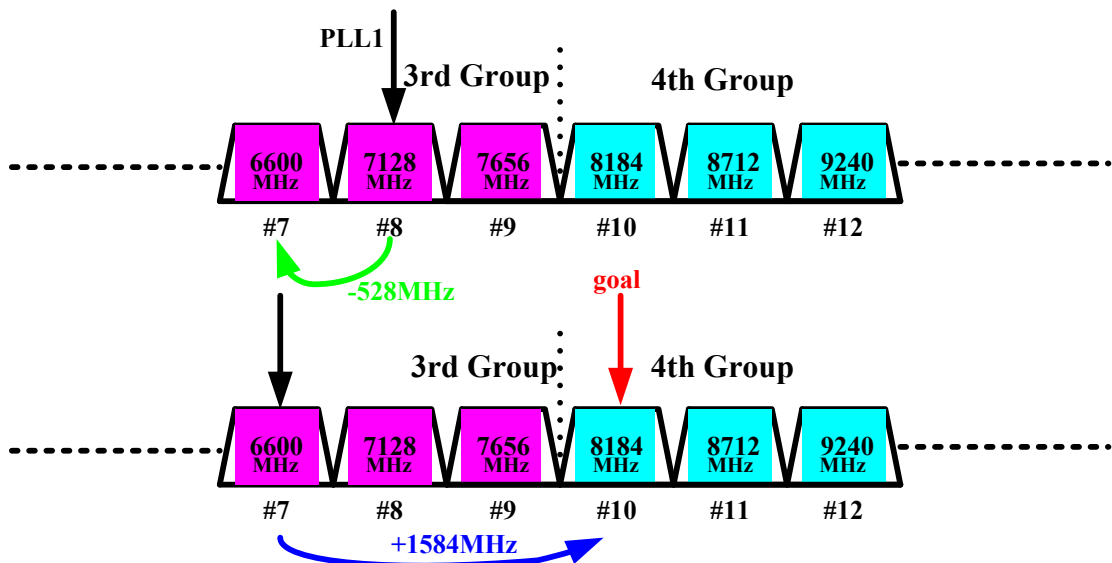 PLL1
3rd Group
4th Group
6600 MHz
7128 MHz
7656 MHz
8184 MHz
8712 MHz
9240 MHz
#7
#8
#9
#10
#11
#12
-528MHz
goal
3rd Group
4th Group
6600 MHz
7128 MHz
7656 MHz
8184 MHz
8712 MHz
9240 MHz
#7
#8
#9
#10
#11
#12
+1584MHz